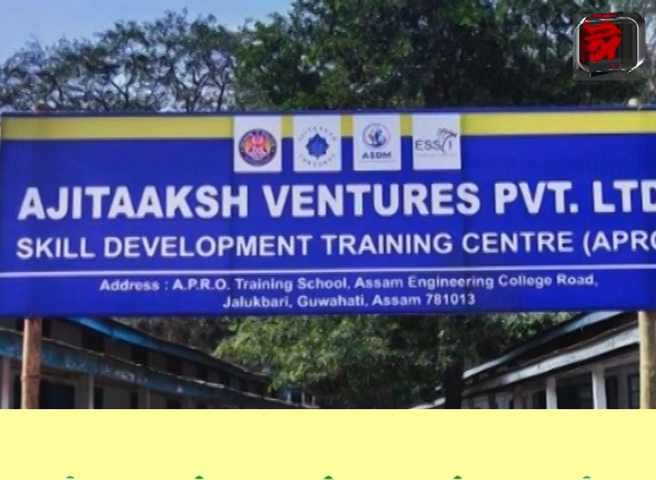 ASDM
ESSCI
AJITAAKSH VENTURES PVT. LTD
SKILL DEVELOPMENT TRAINING CENTRE (APRO
Address : A.P.R.O. Training School, Assam Engineering College Road,
Jalukbari, Guwahati, Assam 781013